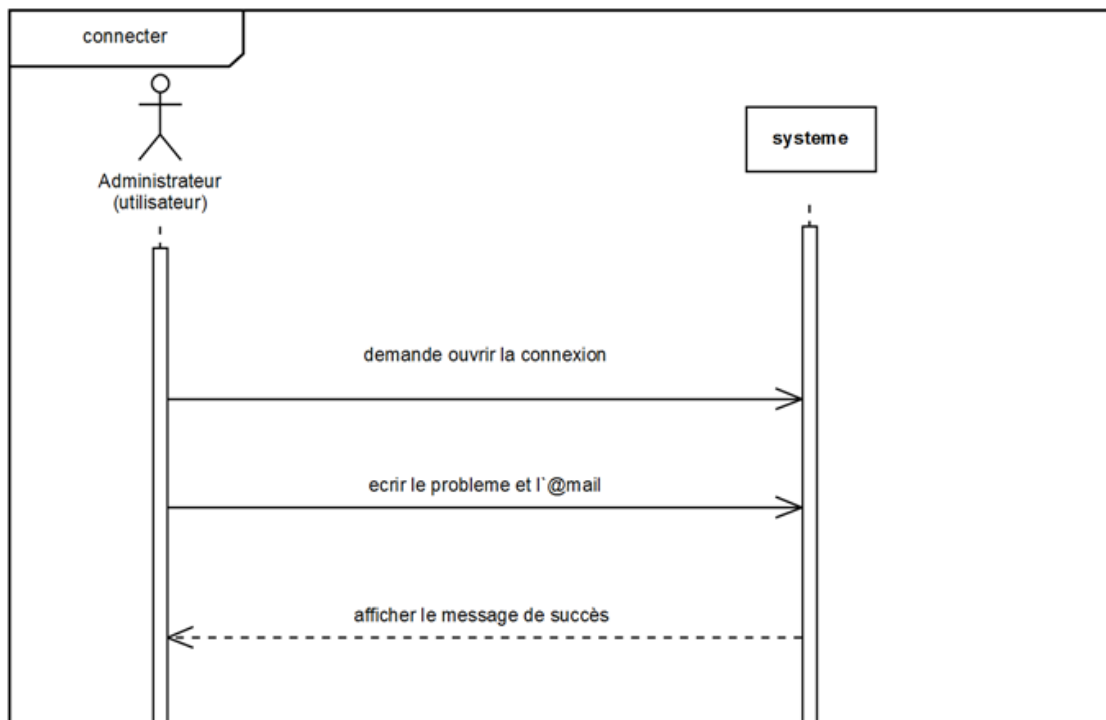 connecter
systeme
Administrateur
(utilisateur)
demande ouvrir la connexion
ecrir le probleme et l`@mail
afficher le message de succès